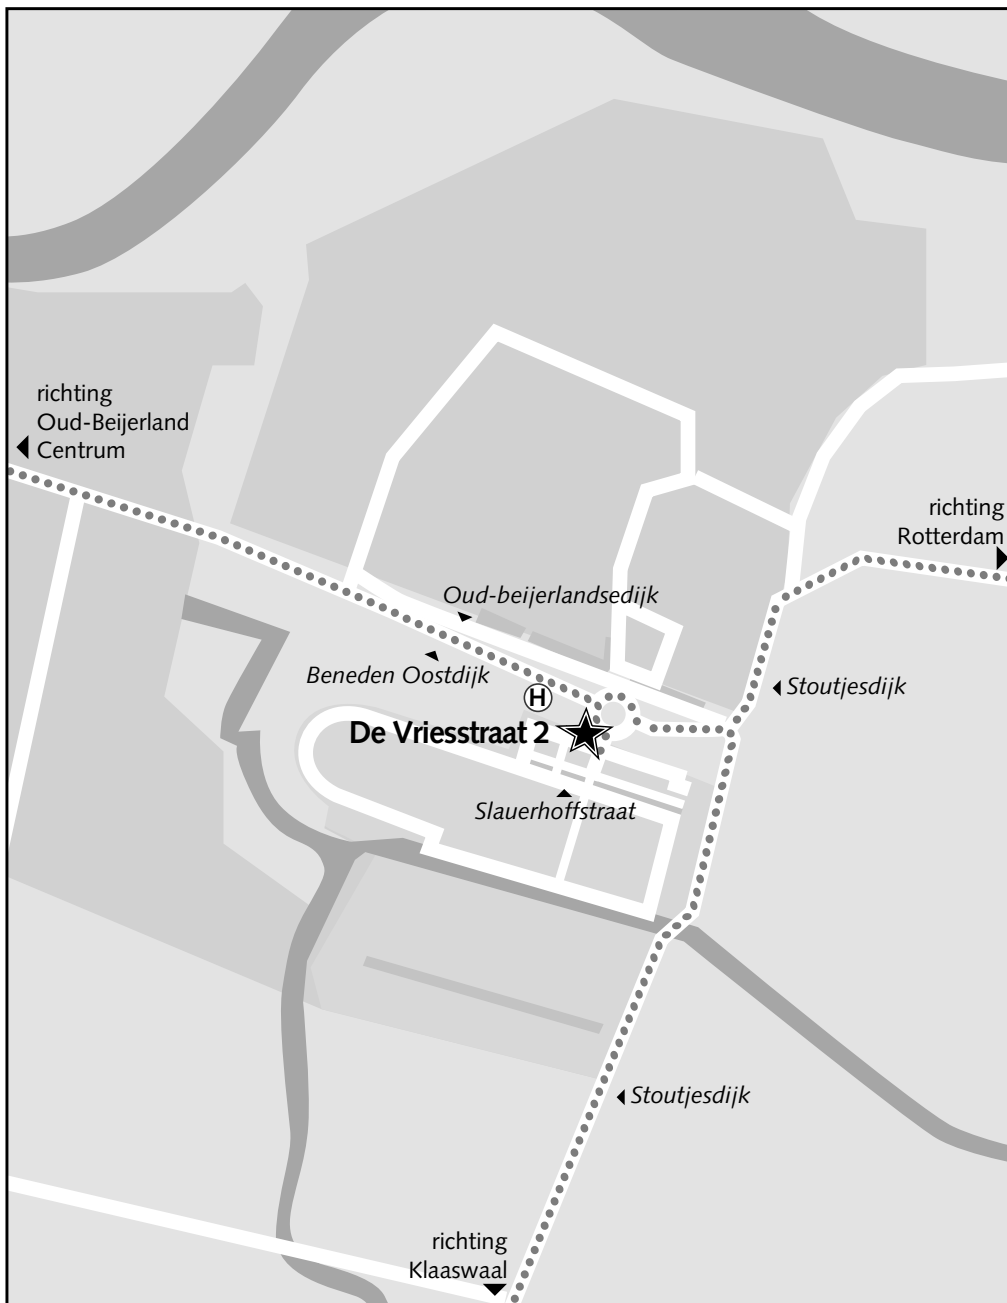 richting
Oud-Beijerland
Centrum
richting
Rotterdam
Oud-beijerlandsedijk
Beneden Oostdijk
Stoutjesdijk
H
De Vriesstraat 2
Slauerhoffstraat
Stoutjesdijk
richting
Klaaswaal